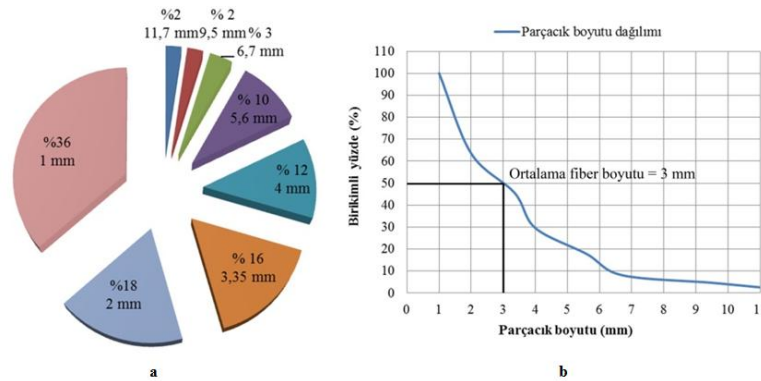 %2
11,7 mm
% 2
9,5 mm
% 3
6,7 mm
% 10
5,6 mm
% 12
4 mm
% 16
3,35 mm
%18
2 mm
%36
1 mm
a
Parçacık boyutu dağılımı
Birikimli yüzde (%)
110
100
90
80
70
60
50
40
30
20
10
0
Ortalama fiber boyutu = 3 mm
0 1 2 3 4 5 6 7 8 9 10 1
Parçacık boyutu (mm)
b